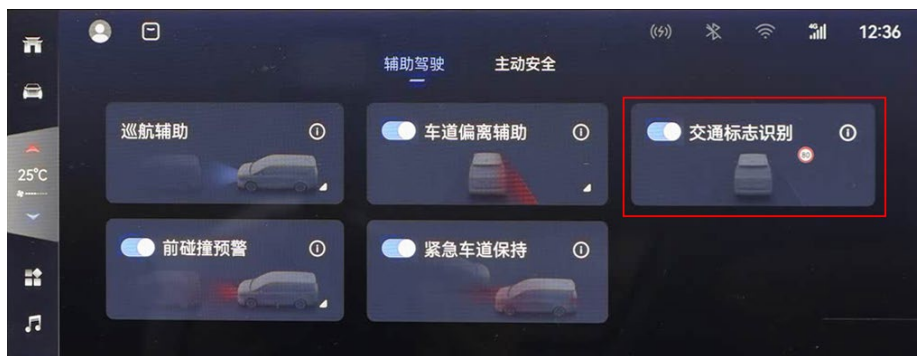 4G
12:36
辅助驾驶 主动安全
巡航辅助
车道偏离辅助
交通标志识别
80
25°C
前碰撞预警
紧急车道保持